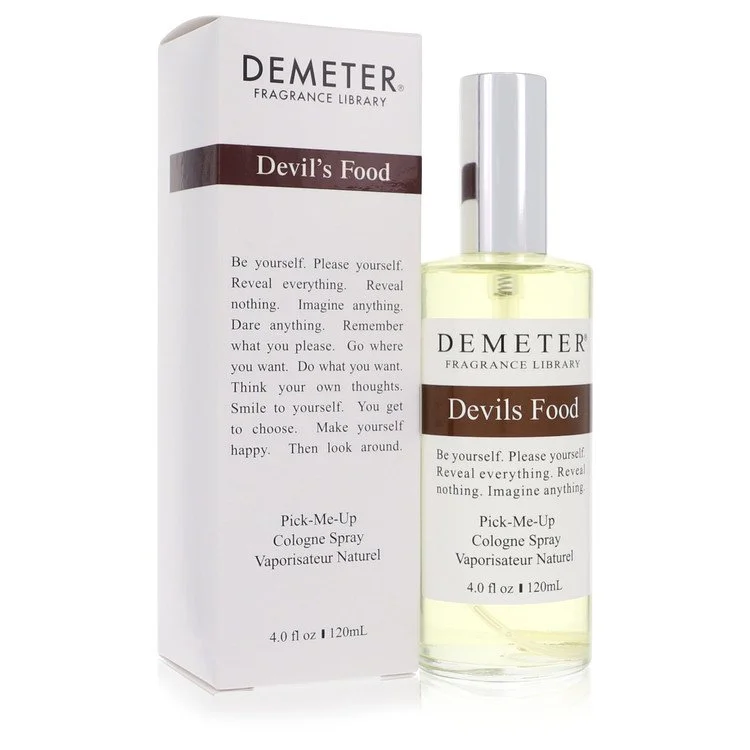 DEMETER®
FRAGRANCE LIBRARY
Devil's Food
Be yourself. Please yourself.
Reveal everything. Reveal
nothing. Imagine anything.
Dare anything. Remember
what you please. Go where
you want. Do what you want.
Think your own thoughts.
Smile to yourself. You get
to choose. Make yourself
happy. Then look around.
Pick-Me-Up
Cologne Spray
Vaporisateur Naturel
4.0 fl oz 120mL
DEMETER®
FRAGRANCE LIBRARY
Devils Food
Be yourself. Please yourself.
Reveal everything. Reveal
nothing. Imagine anything.
Pick-Me-Up
Cologne Spray
Vaporisateur Naturel
4.0 fl oz 120mL